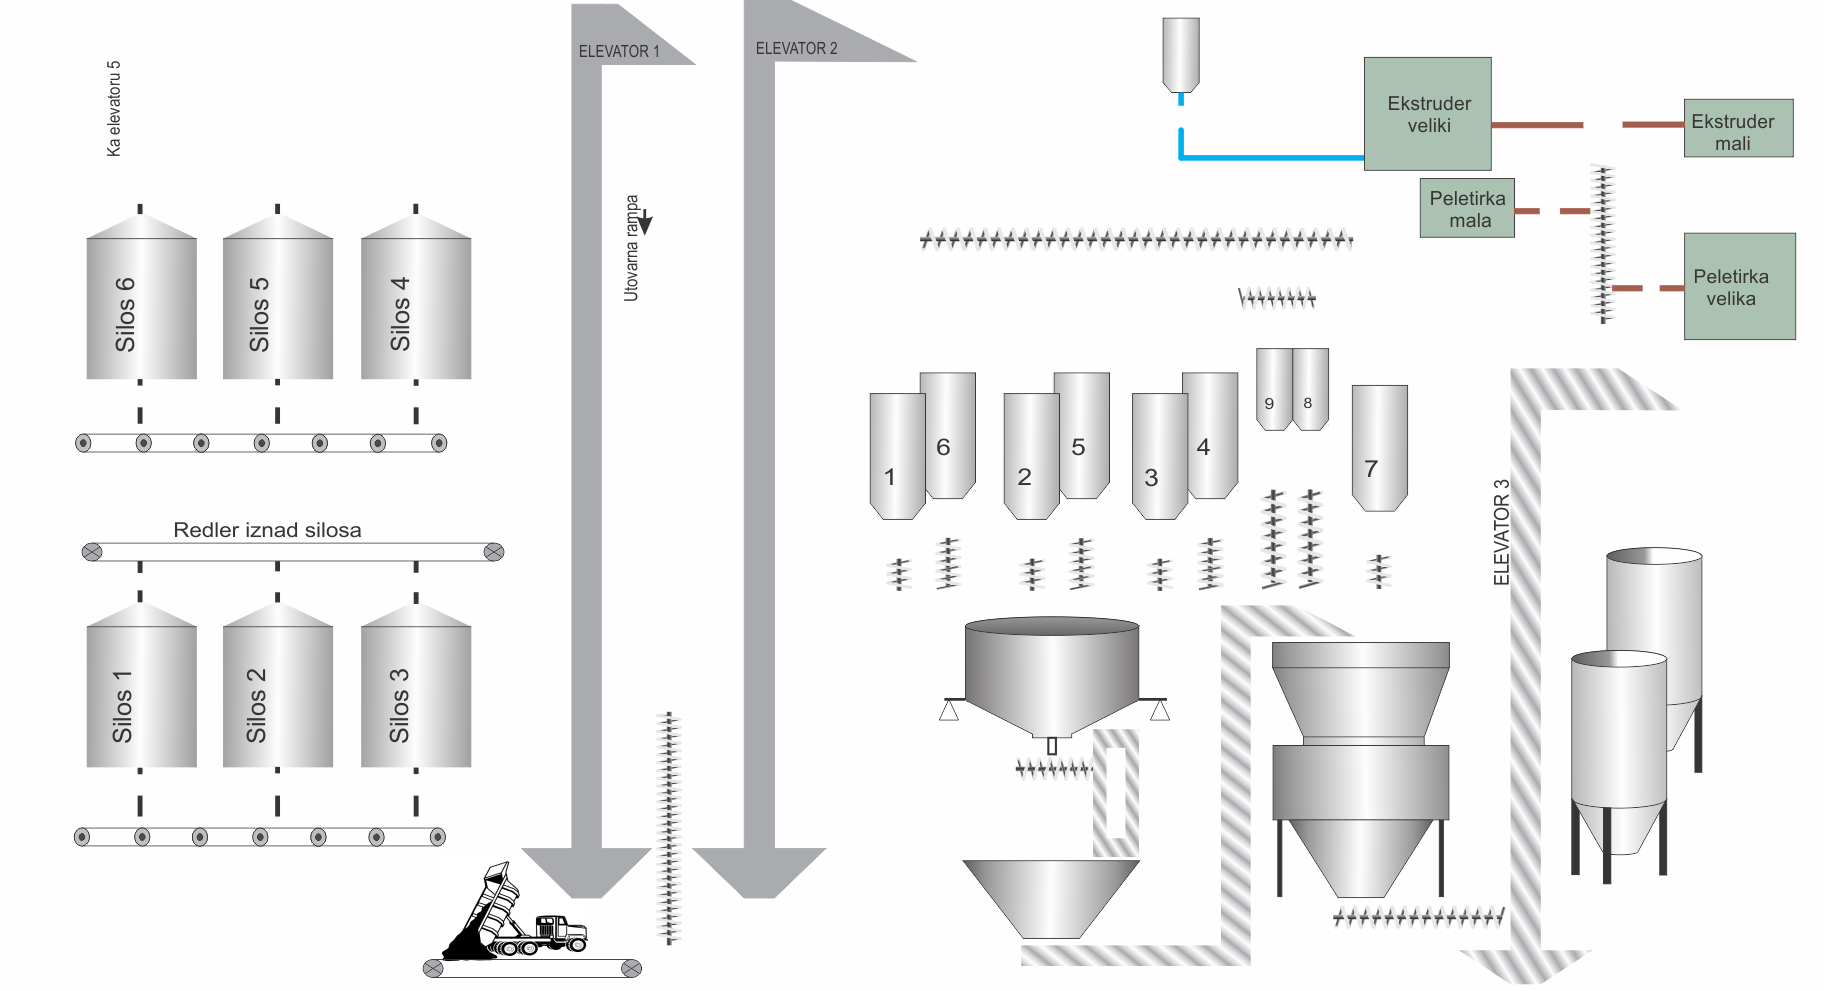 ELEVATOR 1
ELEVATOR 2
Ka elevatoru 5
Ekstruder
veliki
Ekstruder
mali
Peletirka
mala
Peletirka
velika
Utovarna rampa
Silos 6
Silos 5
Silos 4
9
8
6
5
4
1
2
3
7
ELEVATOR 3
Redler iznad silosa
Silos 1
Silos 2
Silos 3